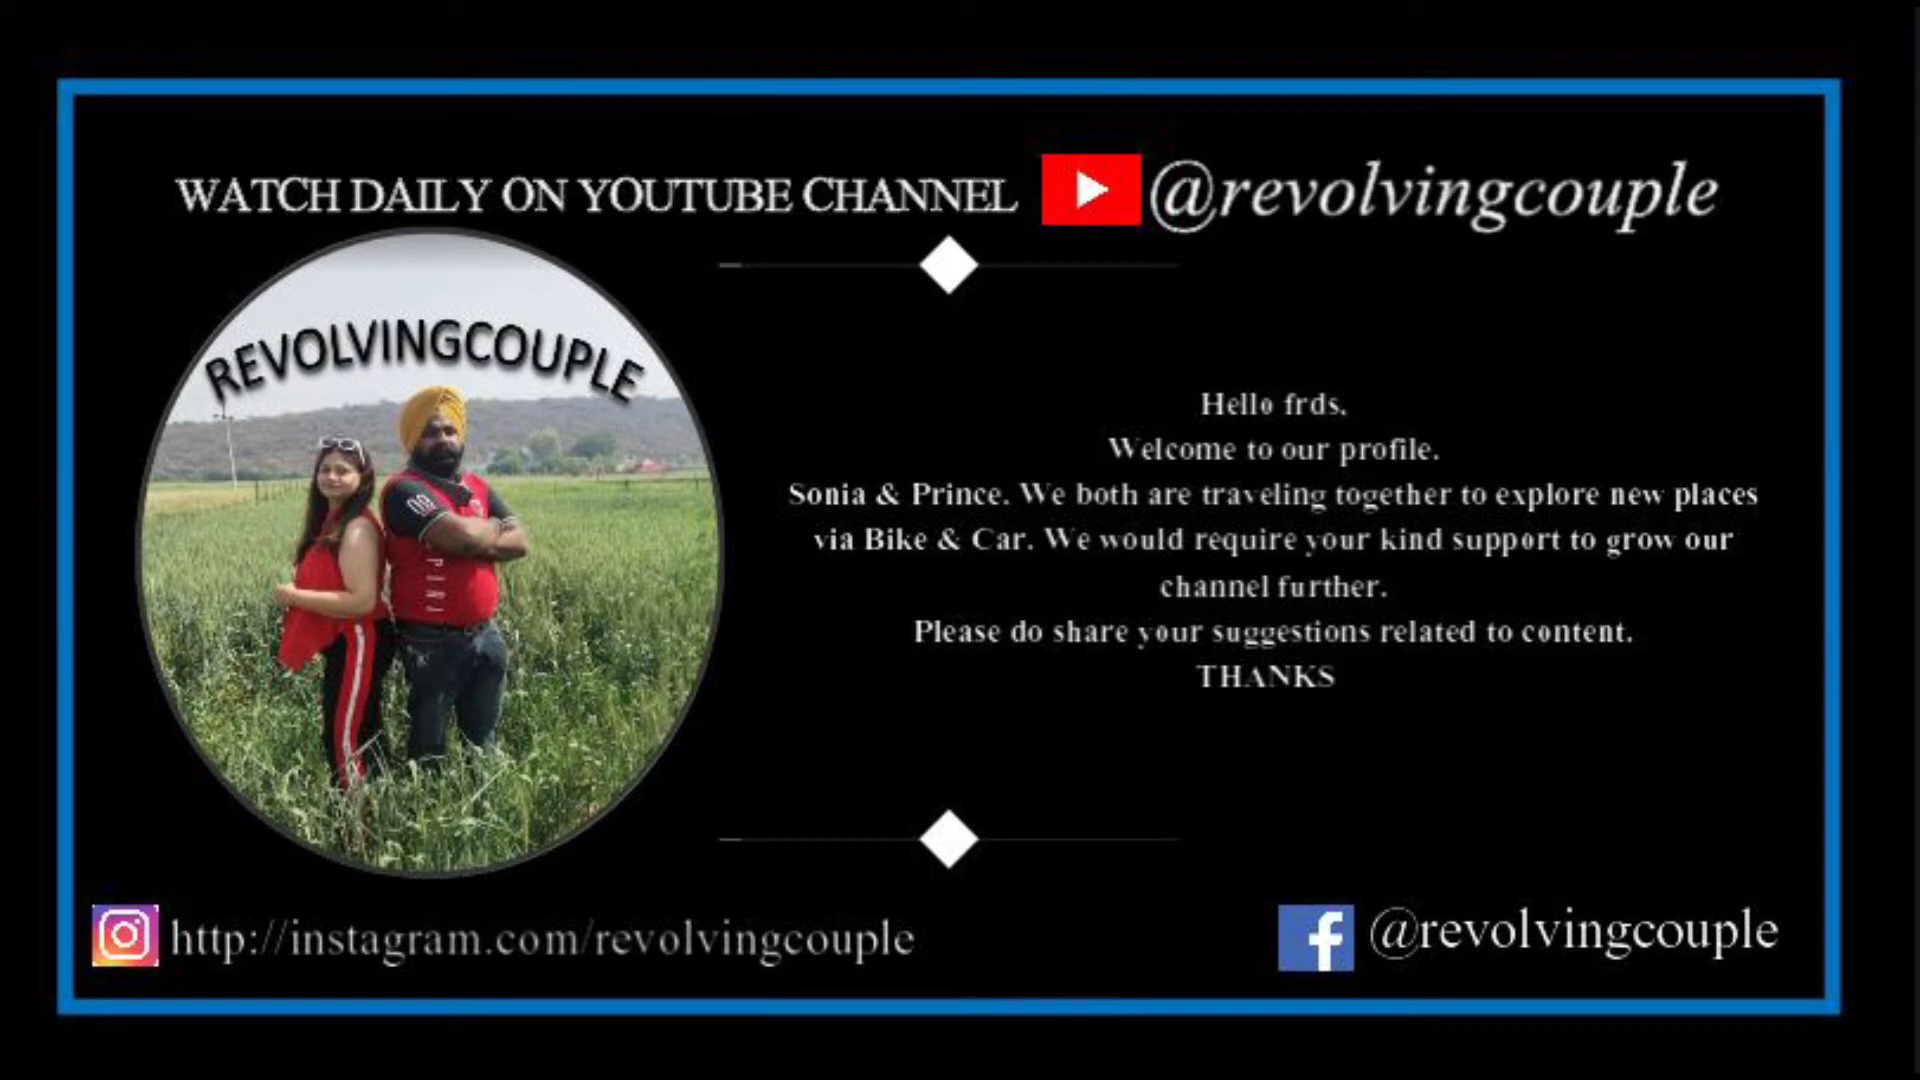 WATCH DAILY ON YOUTUBE CHANNEL @revolvingcouple
REVOLVINGCOUPLE
Hello frds.
Welcome to our profile.
Sonia & Prince. We both are traveling together to explore new places
via Bike & Car. We would require your kind support to grow our
channel further.
Please do share your suggestions related to content.
THANKS
http://instagram.com/revolvingcouple
@revolvingcouple